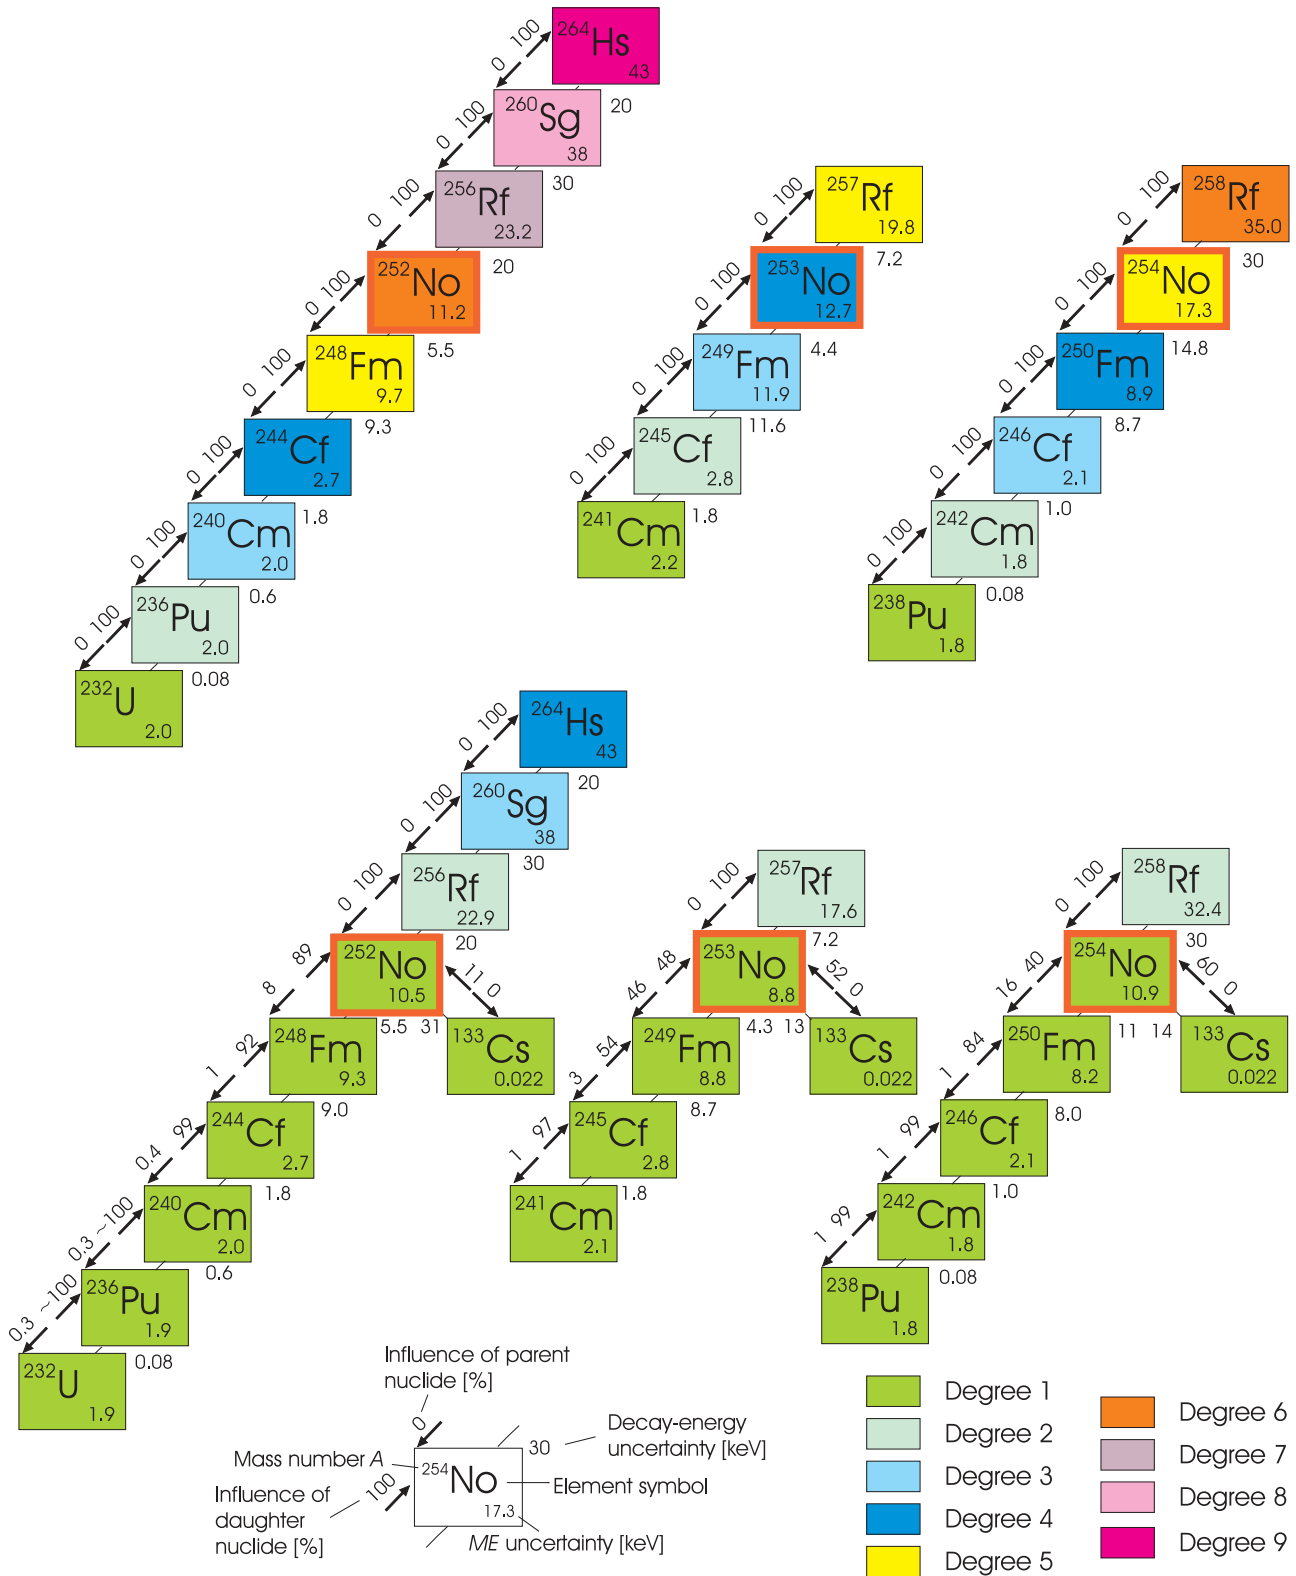 0 100
264Hs
43
0 100
20
260Sg
38
0 100
30
256Rf
23.2
0 100
20
252No
11.2
0 100
5.5
248Fm
9.7
0 100
9.3
244Cf
2.7
0 100
1.8
240Cm
2.0
0 100
0.6
236Pu
2.0
0 100
0.08
232U
2.0
0 100
257Rf
19.8
0 100
7.2
253No
12.7
0 100
4.4
249Fm
11.9
0 100
11.6
245Cf
2.8
0 100
1.8
241Cm
2.2
0 100
258Rf
35.0
0 100
30
254No
17.3
0 100
14.8
250Fm
8.9
0 100
8.7
246Cf
2.1
0 100
1.0
242Cm
1.8
0 100
0.08
238Pu
1.8
0 100
264Hs
43
0 100
20
260Sg
38
0 100
30
256Rf
22.9
20
252No
10.5
8 89
11 0
5.5 31
248Fm
9.3
133Cs
0.022
1 92
9.0
244Cf
2.7
0.4 99
1.8
240Cm
2.0
0.3 ~100
0.6
236Pu
1.9
0.3 ~100
0.08
232U
1.9
0 100
257Rf
17.6
7.2
253No
8.8
46 48
52 0
4.3 13
249Fm
8.8
133Cs
0.022
3 54
8.7
245Cf
2.8
1 97
1.8
241Cm
2.1
0 100
258Rf
32.4
30
254No
10.9
16 40
60 0
11 14
250Fm
8.2
133Cs
0.022
1 84
8.0
246Cf
2.1
1 99
1.0
242Cm
1.8
1 99
0.08
238Pu
1.8
Influence of parent
nuclide [%]
0
30
Decay-energy
uncertainty [keV]
Mass number A
254No
Element symbol
100
17.3
Influence of
daughter
nuclide [%]
ME uncertainty [keV]
Degree 1
Degree 2
Degree 3
Degree 4
Degree 5
Degree 6
Degree 7
Degree 8
Degree 9